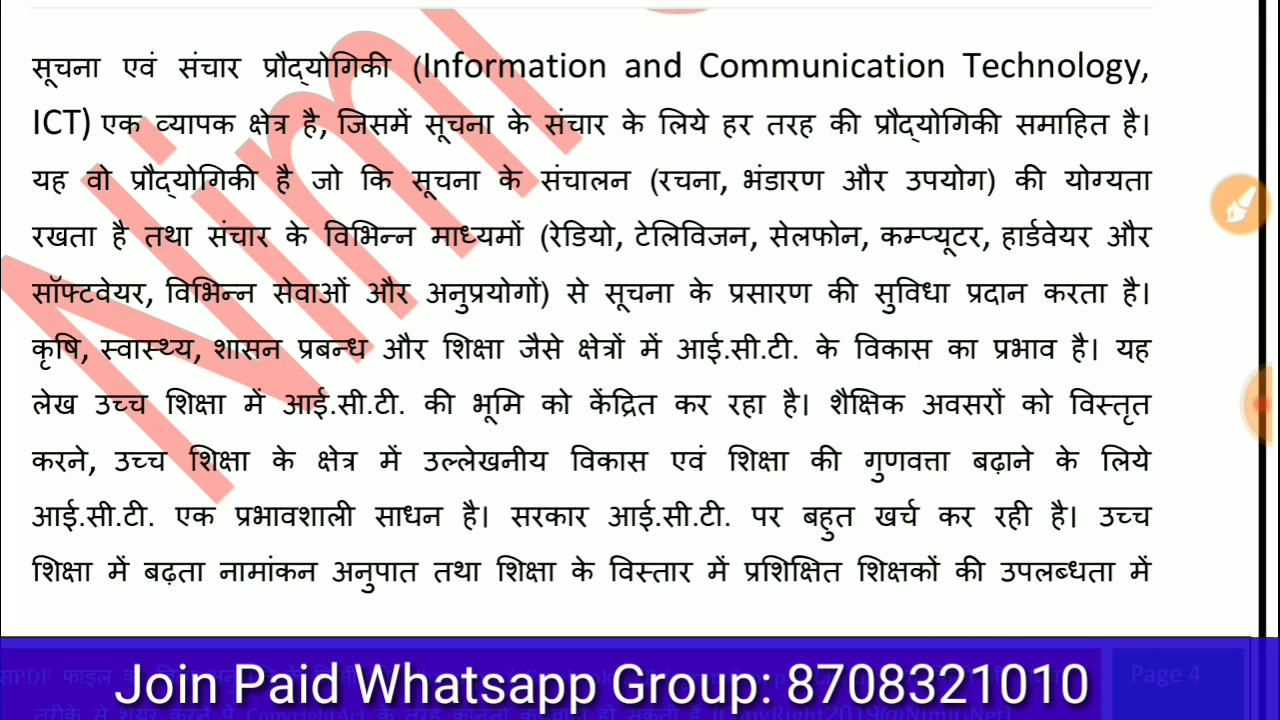 सूचना एवं संचार प्रौद्योगिकी (Information and Communication Technology,
ICT) एक व्यापक क्षेत्र है, जिसमें सूचना के संचार के लिये हर तरह की प्रौद्योगिकी समाहित है।
यह वो प्रौद्योगिकी है जो कि सूचना के संचालन (रचना, भंडारण और उपयोग) की योग्यता
रखता है तथा संचार के विभिन्न माध्यमों (रेडियो, टेलिविजन, सेलफोन, कम्प्यूटर, हार्डवेयर और
सॉफ्टवेयर, विभिन्न सेवाओं और अनुप्रयोगों) से सूचना के प्रसारण की सुविधा प्रदान करता है।
कृषि, स्वास्थ्य, शासन प्रबन्ध और शिक्षा जैसे क्षेत्रों में आई.सी.टी. के विकास का प्रभाव है। यह
लेख उच्च शिक्षा में आई.सी.टी. की भूमि को केंद्रित कर रहा है। शैक्षिक अवसरों को विस्तृत
करने, उच्च शिक्षा के क्षेत्र में उल्लेखनीय विकास एवं शिक्षा की गुणवत्ता बढ़ाने के लिये
आई.सी.टी. एक प्रभावशाली साधन है। सरकार आई.सी.टी. पर बहुत खर्च कर रही है। उच्च
शिक्षा में बढ़ता नामांकन अनुपात तथा शिक्षा के विस्तार में प्रशिक्षित शिक्षकों की उपलब्धता में
Page 4
Join Paid Whatsapp Group: 8708321010